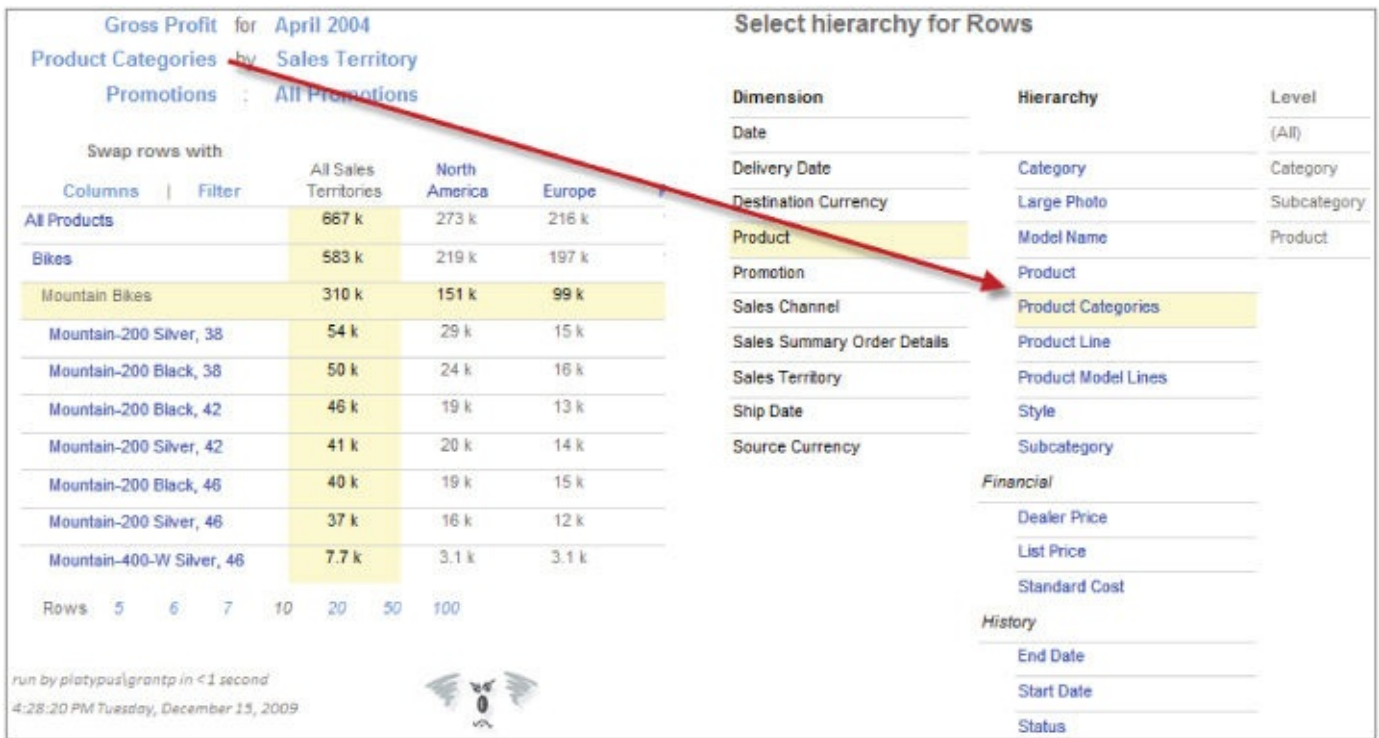 Gross Profit for April 2004
Product Categories by Sales Territory
Promotions : All Promotions
Swap rows with
Columns | Filter
All Sales Territories
North America
Europe
All Products 667 k 273 k 216 k
Bikes 583 k 219 k 197 k
Mountain Bikes 310 k 151 k 99 k
Mountain-200 Silver, 38 54 k 29 k 15 k
Mountain-200 Black, 38 50 k 24 k 16 k
Mountain-200 Black, 42 46 k 19 k 13 k
Mountain-200 Silver, 42 41 k 20 k 14 k
Mountain-200 Black, 46 40 k 19 k 15 k
Mountain-200 Silver, 46 37 k 16 k 12 k
Mountain-400-W Silver, 46 7.7 k 3.1 k 3.1 k
Rows 5 6 7 10 20 50 100
run by platypus\grantp in <1 second
4:28:20 PM Tuesday, December 15, 2009
Select hierarchy for Rows
Dimension
Date
Delivery Date
Destination Currency
Product
Promotion
Sales Channel
Sales Summary Order Details
Sales Territory
Ship Date
Source Currency
Hierarchy
Category
Large Photo
Model Name
Product
Product Categories
Product Line
Product Model Lines
Style
Subcategory
Financial
Dealer Price
List Price
Standard Cost
History
End Date
Start Date
Status
Level
(All)
Category
Subcategory
Product